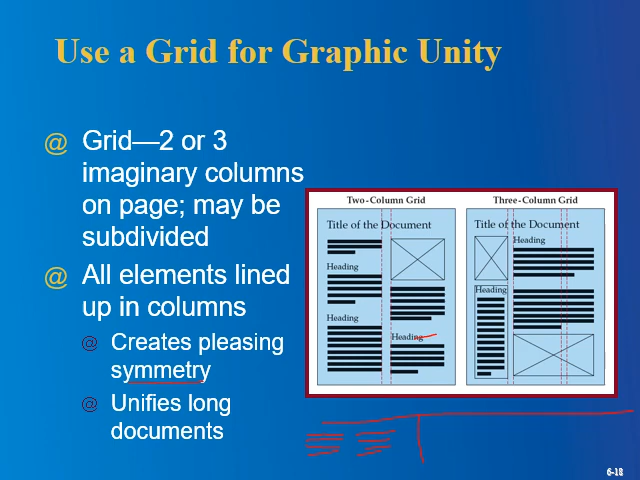 Use a Grid for Graphic Unity
@ Grid—2 or 3
imaginary columns
on page; may be
subdivided
@ All elements lined
up in columns
@ Creates pleasing
symmetry
@ Unifies long
documents
Two-Column Grid
Title of the Document
Heading
Heading
Heading
Three-Column Grid
Title of the Document
Heading
Heading
6-18